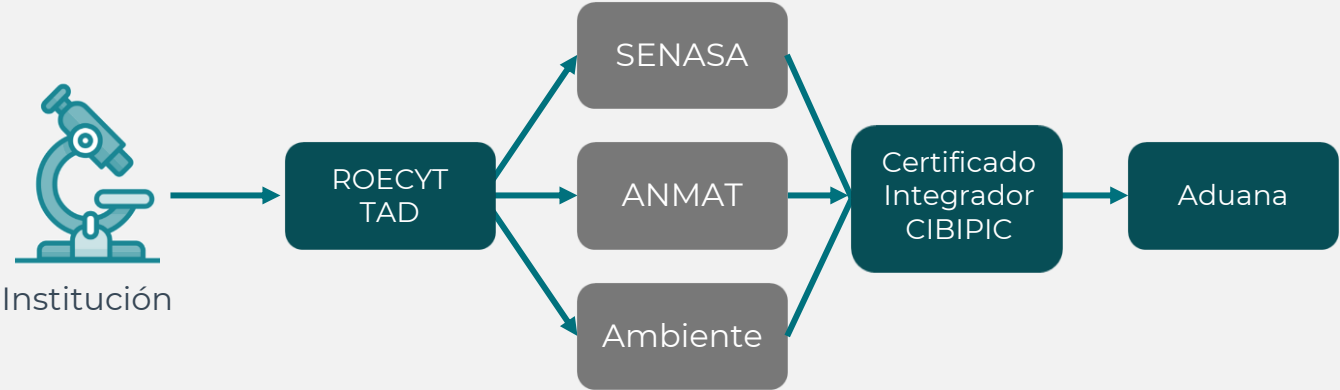 Institución
ROECYT
TAD
SENASA
ANMAT
Ambiente
Certificado
Integrador
CIBIPIC
Aduana